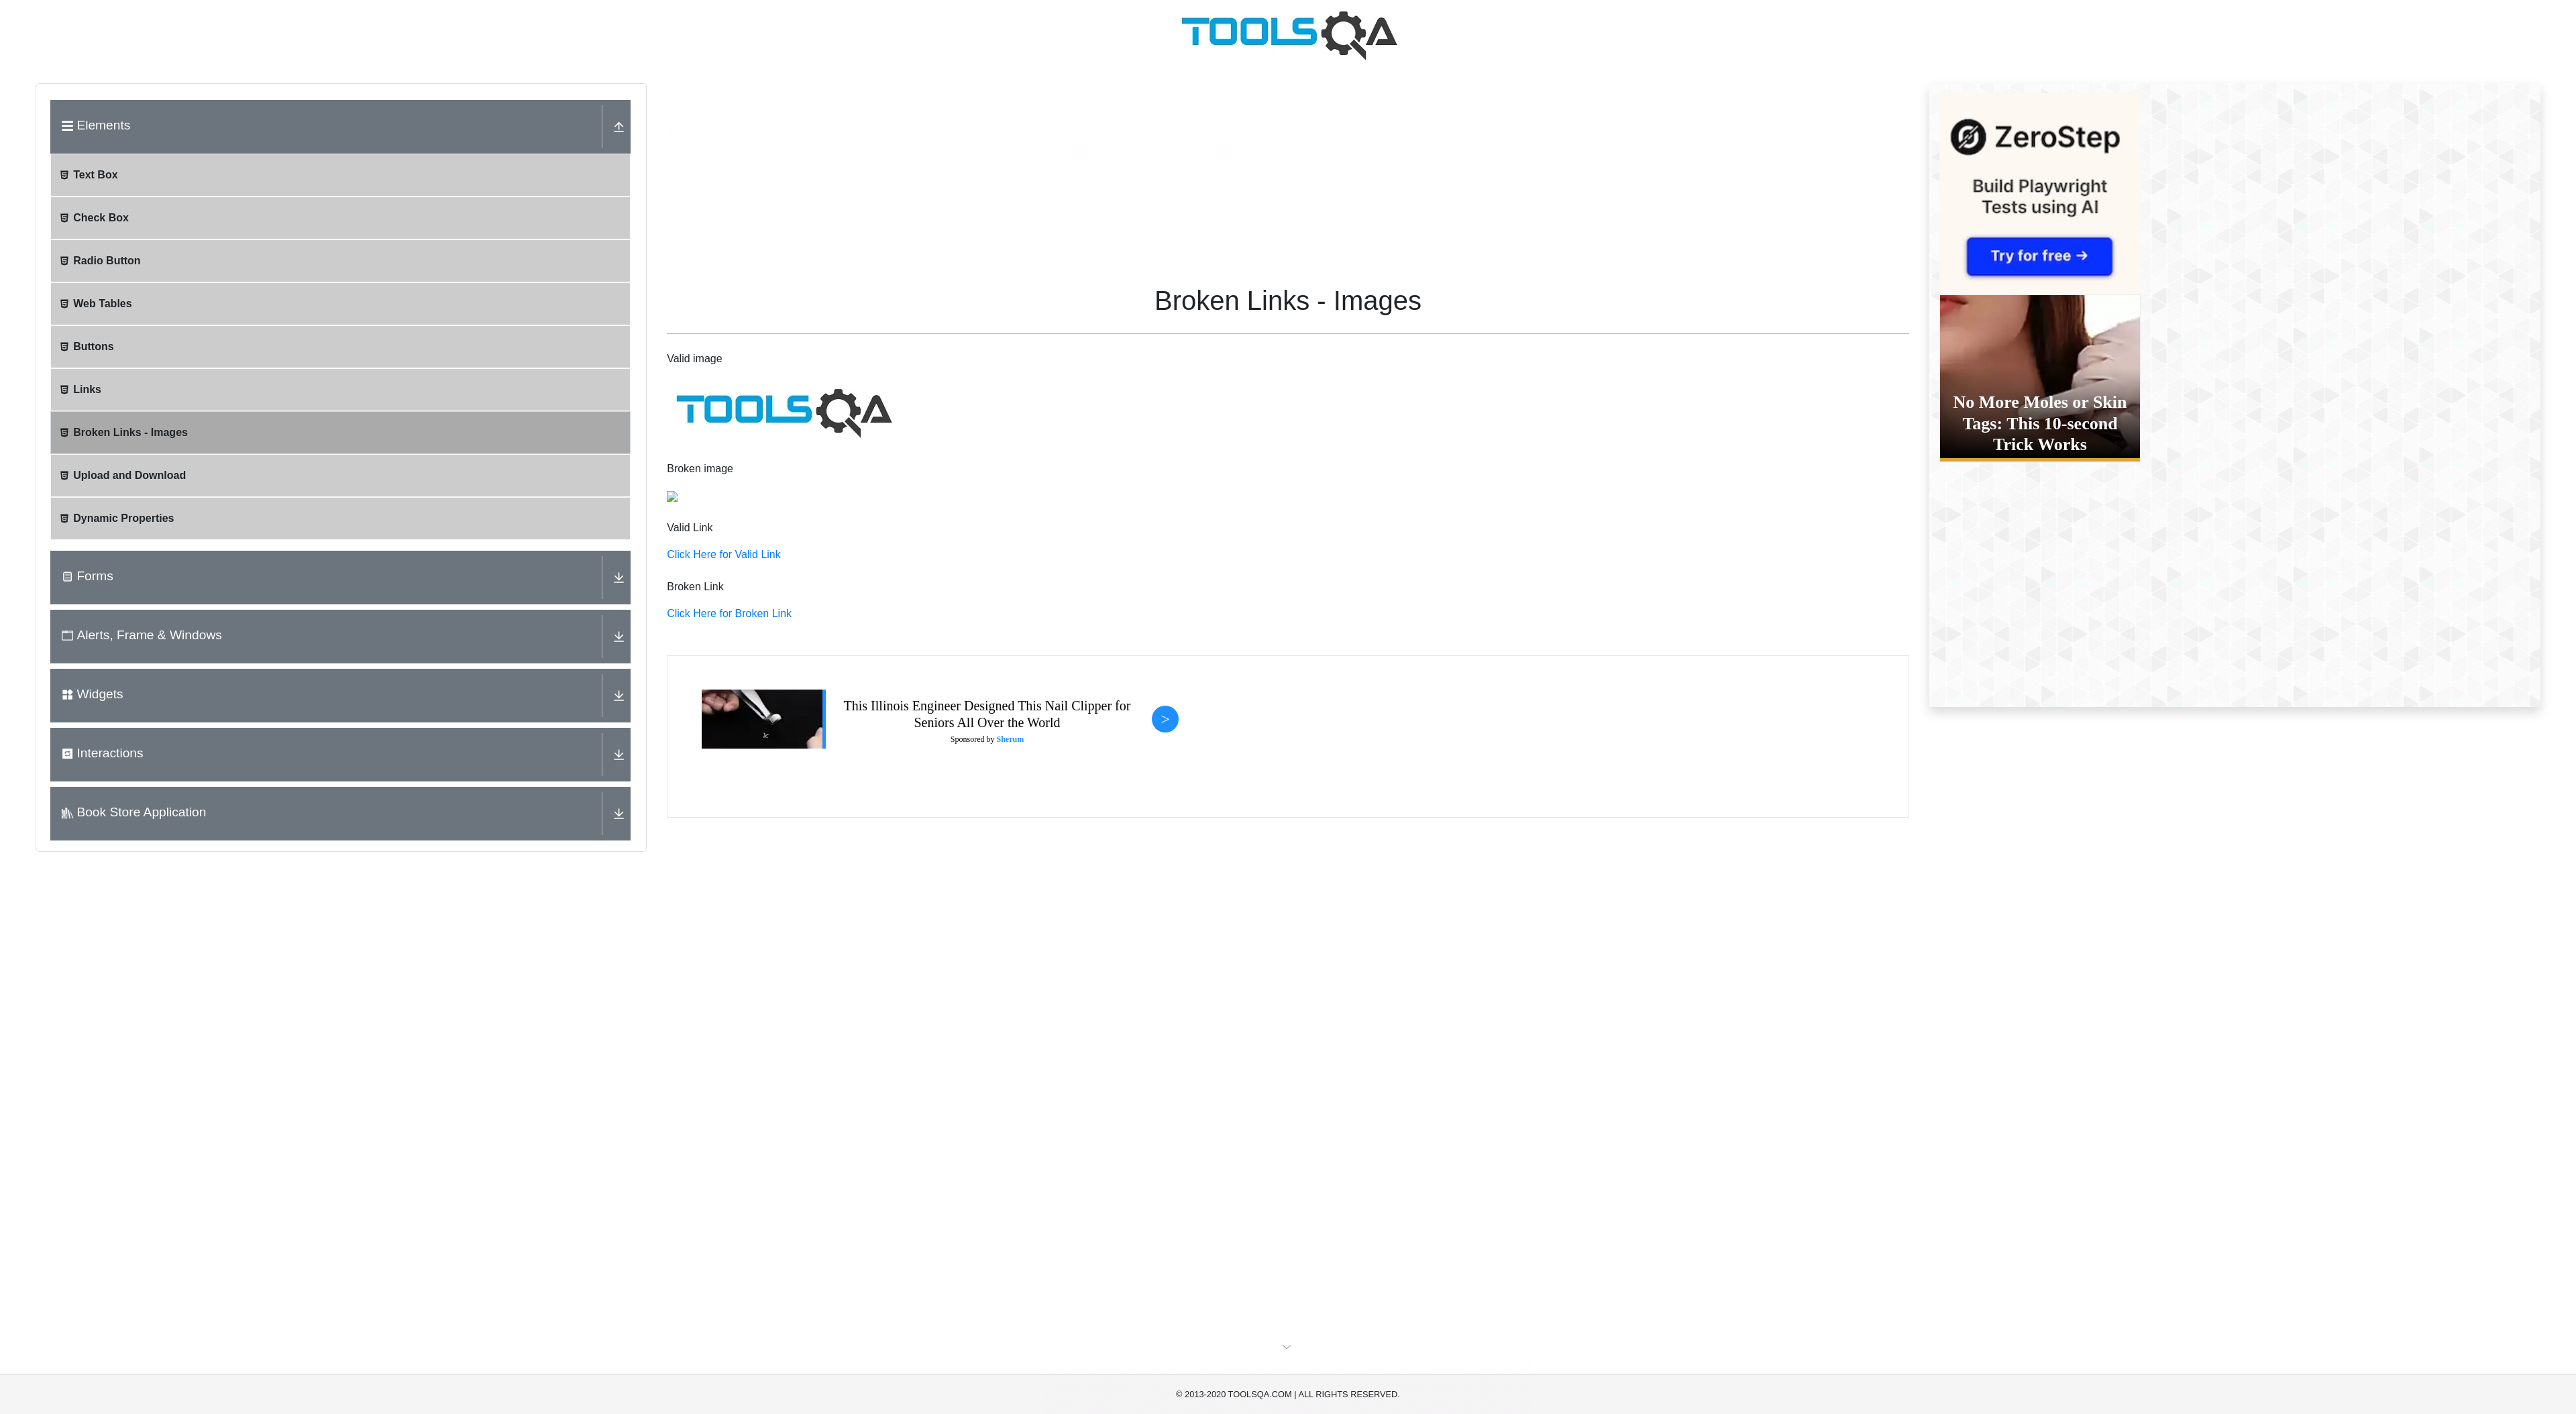 TOOLSQA
Elements
Text Box
Check Box
Radio Button
Web Tables
Buttons
Links
Broken Links - Images
Upload and Download
Dynamic Properties
Forms
Alerts, Frame & Windows
Widgets
Interactions
Book Store Application
Broken Links - Images
Valid image
TOOLSQA
Broken image
Valid Link
Click Here for Valid Link
Broken Link
Click Here for Broken Link
This Illinois Engineer Designed This Nail Clipper for
Seniors All Over the World
Sponsored by Sherum
>
ZeroStep
Build Playwright
Tests using AI
Try for free →
No More Moles or Skin
Tags: This 10-second
Trick Works
© 2013-2020 TOOLSQA.COM | ALL RIGHTS RESERVED.